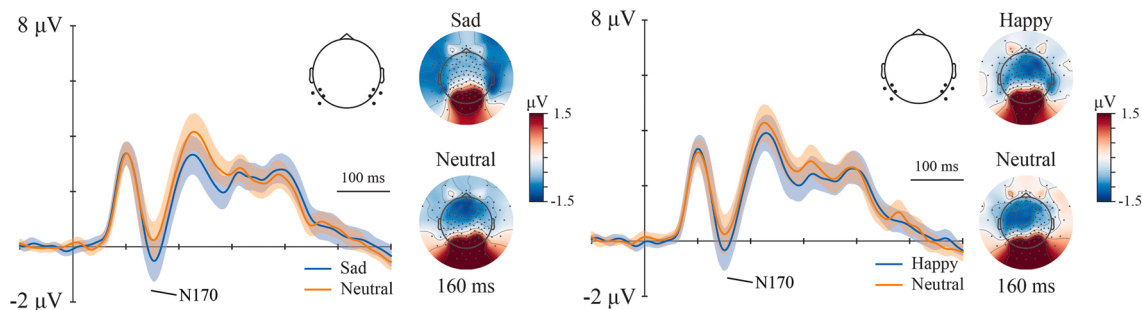 8 μV
Sad
μV
1.5
-1.5
Neutral
100 ms
Sad
Neutral
N170
160 ms
-2 μV
8 μV
Happy
μV
1.5
-1.5
Neutral
100 ms
Happy
Neutral
N170
160 ms
-2 μV